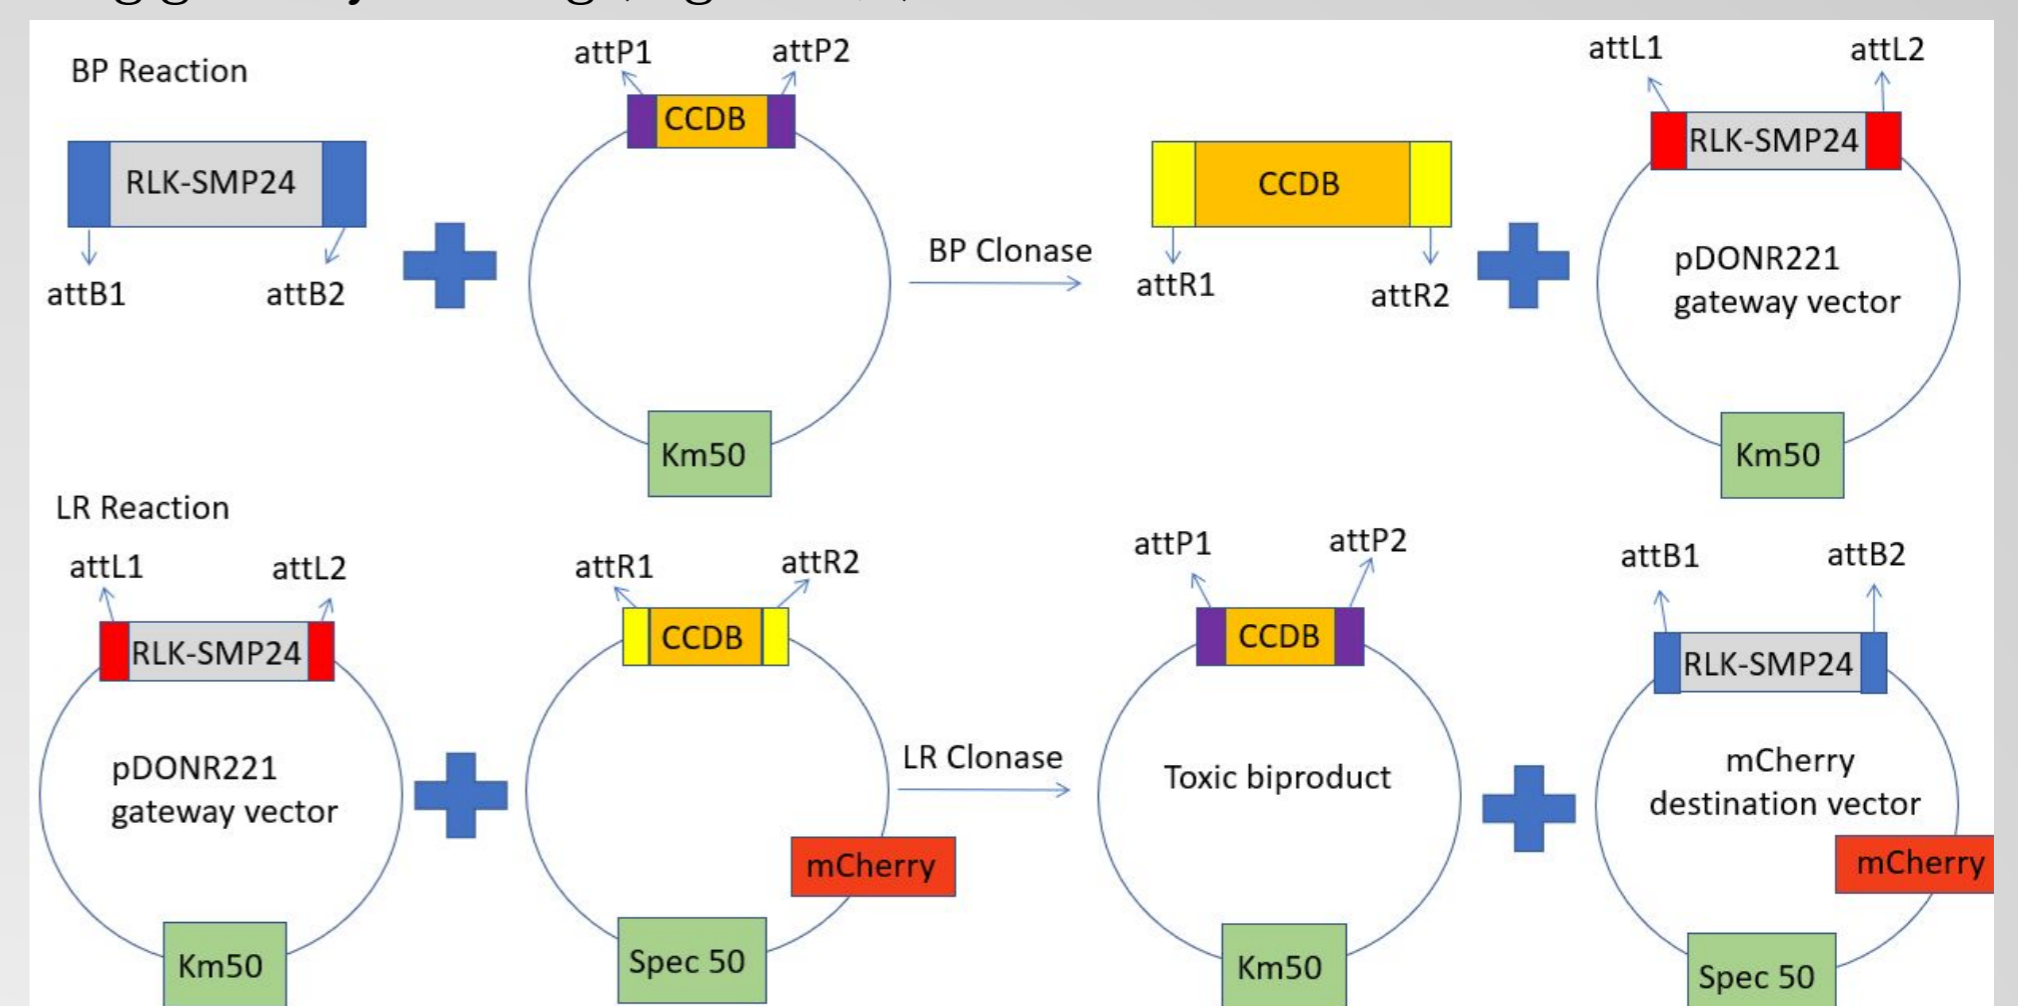 BP Reaction
attP1
attP2
attL1
attL2
CCDB
RLK-SMP24
RLK-SMP24
CCDB
BP Clonase
attB1
attB2
attR1
attR2
pDONR221
gateway vector
Km50
Km50
LR Reaction
attL1
attL2
attR1
attR2
attP1
attP2
attB1
attB2
RLK-SMP24
CCDB
CCDB
RLK-SMP24
pDONR221
gateway vector
LR Clonase
Toxic biproduct
mCherry
destination vector
mCherry
mCherry
Km50
Spec 50
Km50
Spec 50